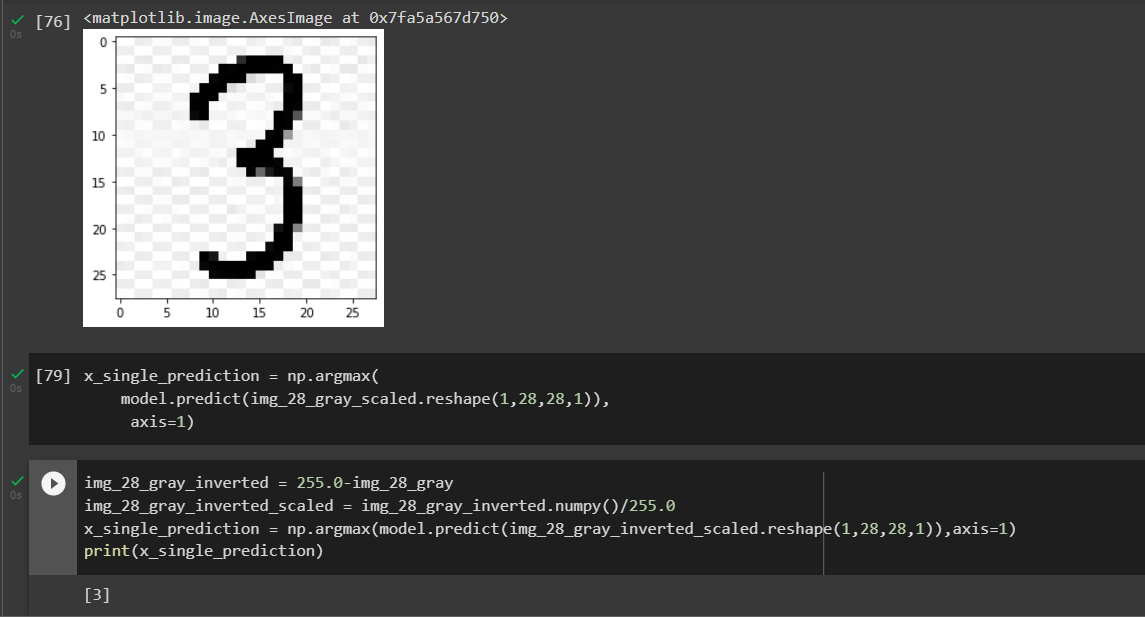 [76] <matplotlib.image.AxesImage at 0x7fa5a567d750>
0s
0
5
10
15
20
25
3
0 5 10 15 20 25
[79] x_single_prediction = np.argmax(
0s
model.predict(img_28_gray_scaled.reshape(1,28,28,1)),
axis=1)
img_28_gray_inverted = 255.0-img_28_gray
0s
img_28_gray_inverted_scaled = img_28_gray_inverted.numpy()/255.0
x_single_prediction = np.argmax(model.predict(img_28_gray_inverted_scaled.reshape(1,28,28,1)),axis=1)
print(x_single_prediction)
[3]